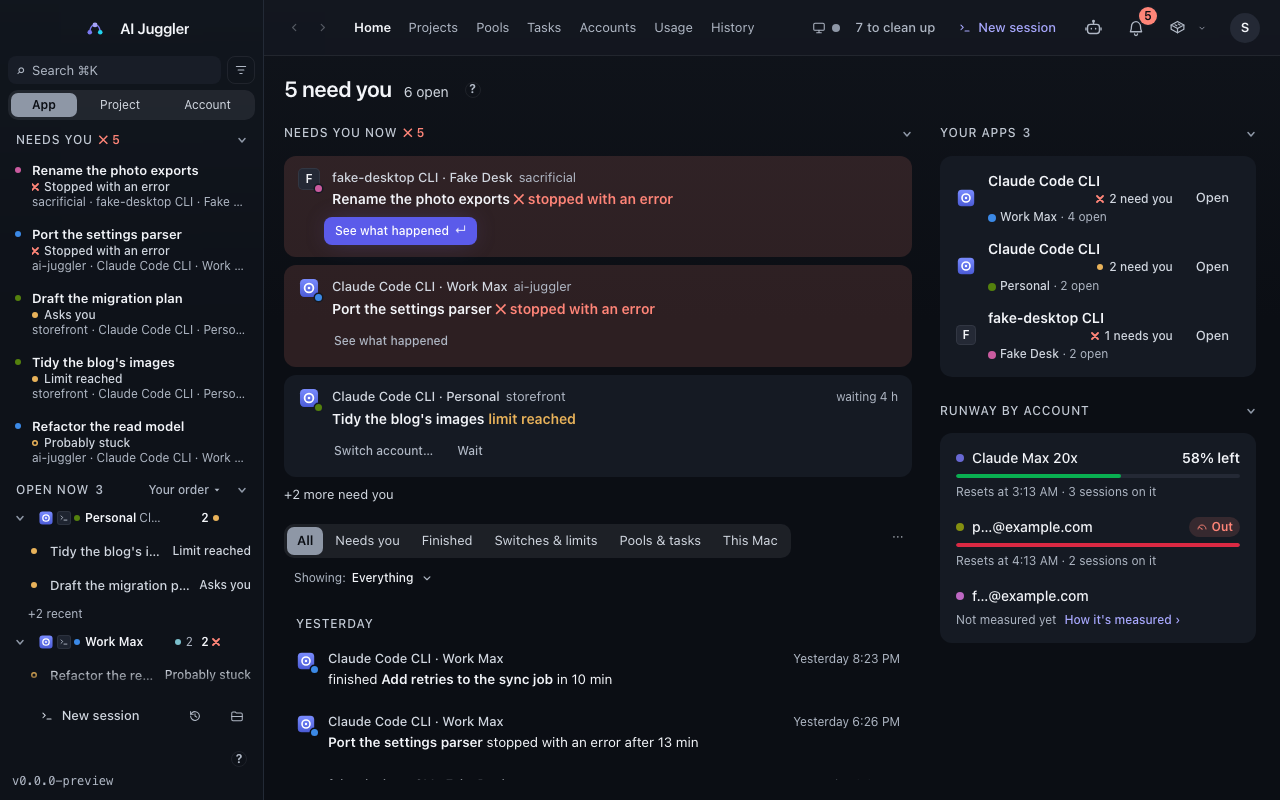 AI Juggler
Search ⌘K
App Project Account
NEEDS YOU 5
Rename the photo exports
Stopped with an error
sacrificial · fake-desktop CLI · Fake ...
Port the settings parser
Stopped with an error
ai-juggler · Claude Code CLI · Work ...
Draft the migration plan
Asks you
storefront · Claude Code CLI · Perso...
Tidy the blog's images
Limit reached
storefront · Claude Code CLI · Perso...
Refactor the read model
Probably stuck
ai-juggler · Claude Code CLI · Work ...
OPEN NOW 3 Your order
Personal Cl... 2
Tidy the blog's i... Limit reached
Draft the migration p... Asks you
+2 recent
Work Max 2 2
Refactor the re... Probably stuck
New session
?
v0.0.0-preview
Home Projects Pools Tasks Accounts Usage History
7 to clean up New session 5 S
5 need you 6 open ?
NEEDS YOU NOW 5
F fake-desktop CLI · Fake Desk sacrificial
Rename the photo exports stopped with an error
See what happened
Claude Code CLI · Work Max ai-juggler
Port the settings parser stopped with an error
See what happened
Claude Code CLI · Personal storefront waiting 4 h
Tidy the blog's images limit reached
Switch account... Wait
+2 more need you
All Needs you Finished Switches & limits Pools & tasks This Mac ...
Showing: Everything
YESTERDAY
Claude Code CLI · Work Max Yesterday 8:23 PM
finished Add retries to the sync job in 10 min
Claude Code CLI · Work Max Yesterday 6:26 PM
Port the settings parser stopped with an error after 13 min
YOUR APPS 3
Claude Code CLI
2 need you Open
Work Max · 4 open
Claude Code CLI
2 need you Open
Personal · 2 open
fake-desktop CLI
F 1 needs you Open
Fake Desk · 2 open
RUNWAY BY ACCOUNT
Claude Max 20x 58% left
Resets at 3:13 AM · 3 sessions on it
p...@example.com Out
Resets at 4:13 AM · 2 sessions on it
f...@example.com
Not measured yet How it's measured ›